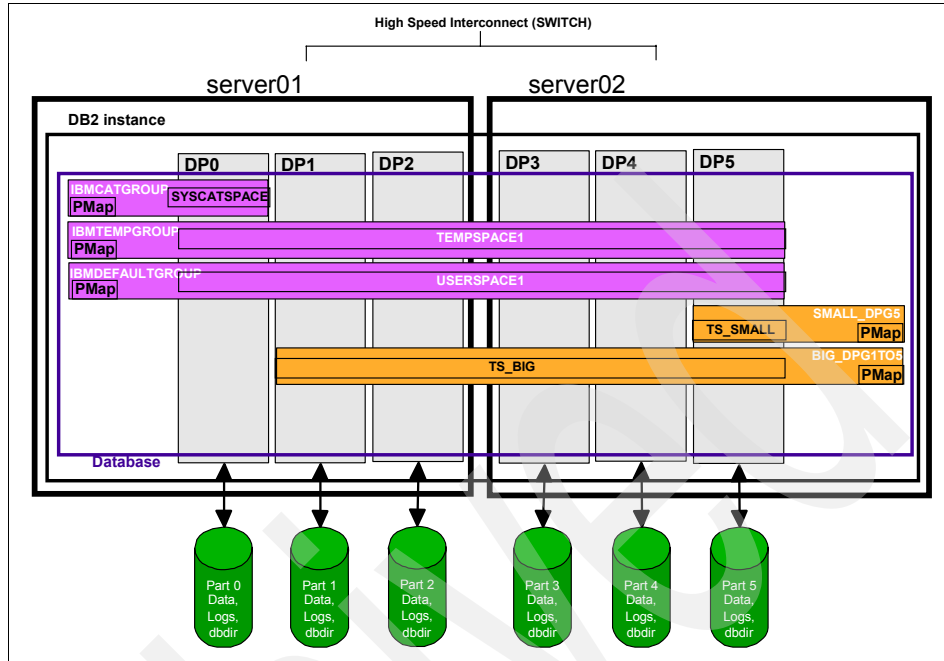 High Speed Interconnect (SWITCH)
server01 server02
DB2 instance
DP0 DP1 DP2 DP3 DP4 DP5
IBMCATGROUP
SYSCATSPACE
PMap
IBMTEMPGROUP
TEMPSPACE1
PMap
IBMDEFAULTGROUP
USERSPACE1
PMap
SMALL_DPG5
TS_SMALL
PMap
BIG_DPG1TO5
TS_BIG
PMap
Database
Part 0
Data,
Logs,
dbdir
Part 1
Data,
Logs,
dbdir
Part 2
Data,
Logs,
dbdir
Part 3
Data,
Logs,
dbdir
Part 4
Data,
Logs,
dbdir
Part 5
Data,
Logs,
dbdir